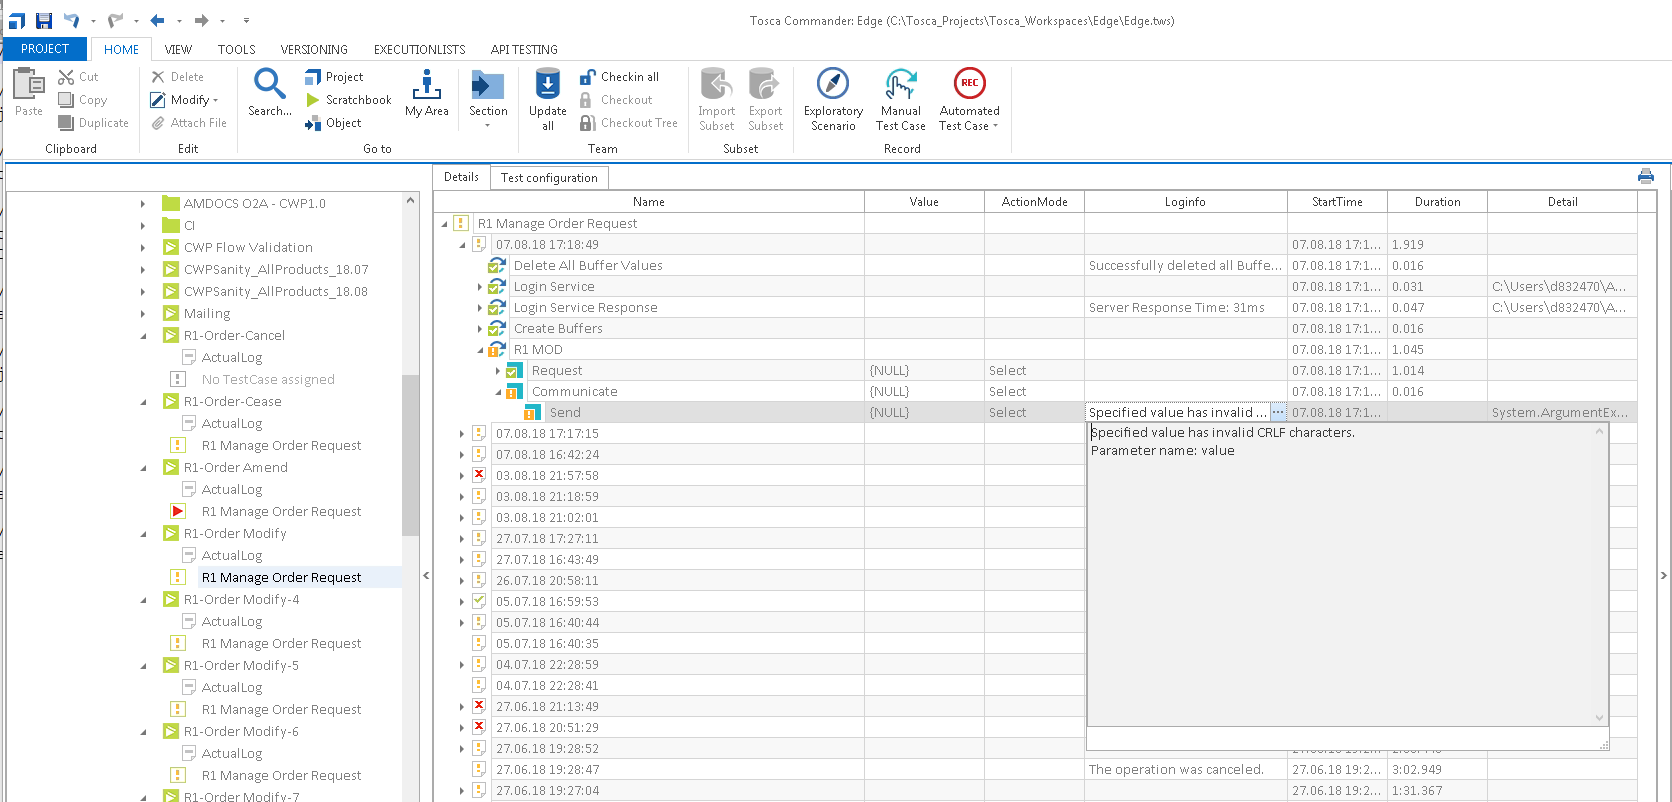 Tosca Commander: Edge (C:\Tosca_Projects\Tosca_Workspaces\Edge\Edge.tws)
PROJECT HOME VIEW TOOLS VERSIONING EXECUTIONLISTS API TESTING
Paste
Cut
Copy
Duplicate
Clipboard
Delete
Modify
Attach File
Edit
Search...
Project
Scratchbook
Object
My Area
Section
Go to
Update all
Checkin all
Checkout
Checkout Tree
Team
Import Subset
Export Subset
Subset
Exploratory Scenario
Manual Test Case
REC
Automated Test Case
Record
AMDOCS O2A - CWP1.0
CI
CWP Flow Validation
CWPSanity_AllProducts_18.07
CWPSanity_AllProducts_18.08
Mailing
R1-Order-Cancel
ActualLog
No TestCase assigned
R1-Order-Cease
ActualLog
R1 Manage Order Request
R1-Order Amend
ActualLog
R1 Manage Order Request
R1-Order Modify
ActualLog
R1 Manage Order Request
R1-Order Modify-4
ActualLog
R1 Manage Order Request
R1-Order Modify-5
ActualLog
R1 Manage Order Request
R1-Order Modify-6
ActualLog
R1 Manage Order Request
R1-Order Modify-7
Details Test configuration
Name Value ActionMode Loginfo StartTime Duration Detail
R1 Manage Order Request
07.08.18 17:18:49 07.08.18 17:1... 1.919
Delete All Buffer Values Successfully deleted all Buffe... 07.08.18 17:1... 0.016
Login Service 07.08.18 17:1... 0.031 C:\Users\d832470\A...
Login Service Response Server Response Time: 31ms 07.08.18 17:1... 0.047 C:\Users\d832470\A...
Create Buffers 07.08.18 17:1... 0.016
R1 MOD 07.08.18 17:1... 1.045
Request {NULL} Select 07.08.18 17:1... 1.014
Communicate {NULL} Select 07.08.18 17:1... 0.016
Send {NULL} Select Specified value has invalid ... ... 07.08.18 17:1... System.ArgumentEx...
Specified value has invalid CRLF characters.
Parameter name: value
07.08.18 17:17:15
07.08.18 16:42:24
03.08.18 21:57:58
03.08.18 21:18:59
03.08.18 21:02:01
27.07.18 17:27:11
27.07.18 16:43:49
26.07.18 20:58:11
05.07.18 16:59:53
05.07.18 16:40:44
05.07.18 16:40:35
04.07.18 22:28:59
04.07.18 22:28:41
27.06.18 21:13:49
27.06.18 20:51:29
27.06.18 19:28:52
27.06.18 19:28:47 The operation was canceled. 27.06.18 19:2... 3:02.949
27.06.18 19:27:04 27.06.18 19:2... 1:31.367